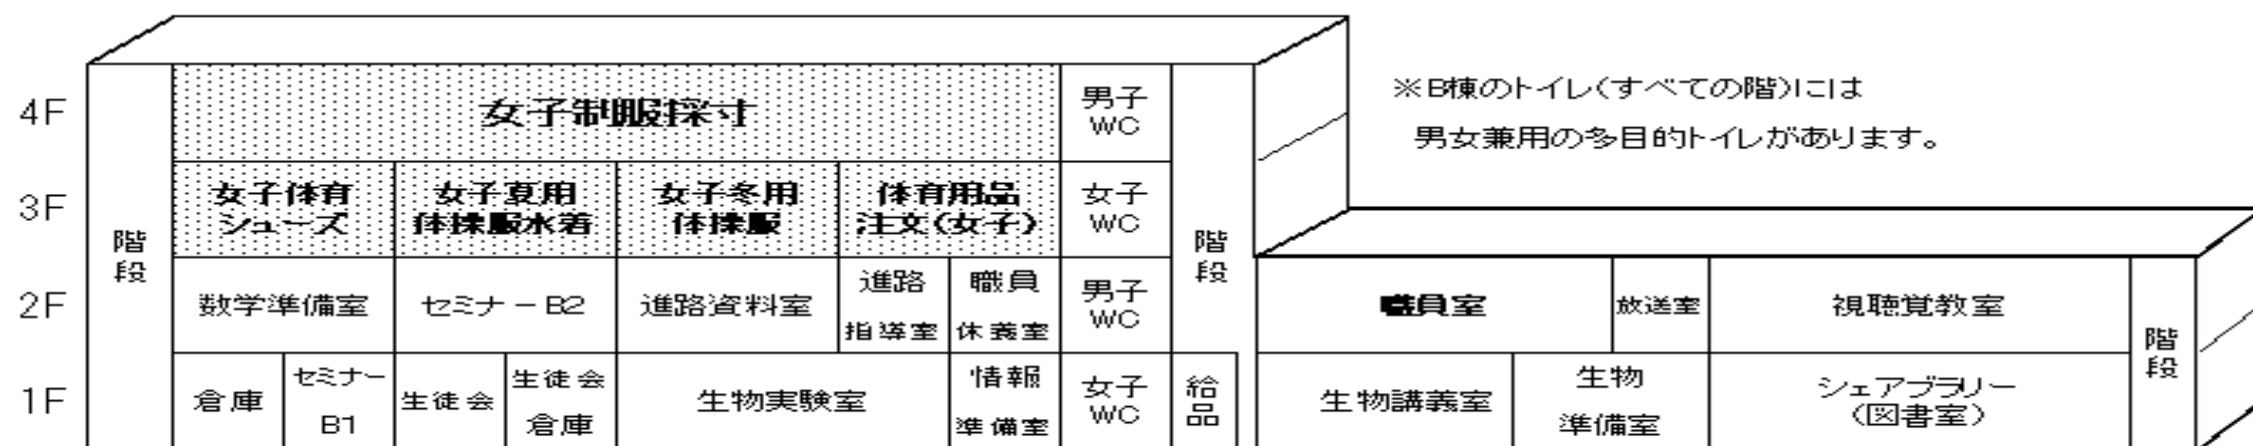 4F
女子制服採寸
男子
WC
※B棟のトイレ(すべての階)には
男女兼用の多目的トイレがあります。
3F
女子体育
シューズ
女子夏用
体操服水着
女子冬用
体操服
体育用品
注文(女子)
女子
WC
階
段
階
段
2F
数学準備室
セミナーB2
進路資料室
進路
指導室
職員
休養室
男子
WC
職員室
放送室
視聴覚教室
階
段
1F
倉庫
セミナー
B1
生徒会
生徒会
倉庫
生物実験室
情報
準備室
女子
WC
給
品
生物講義室
生物
準備室
シェアブラリー
(図書室)